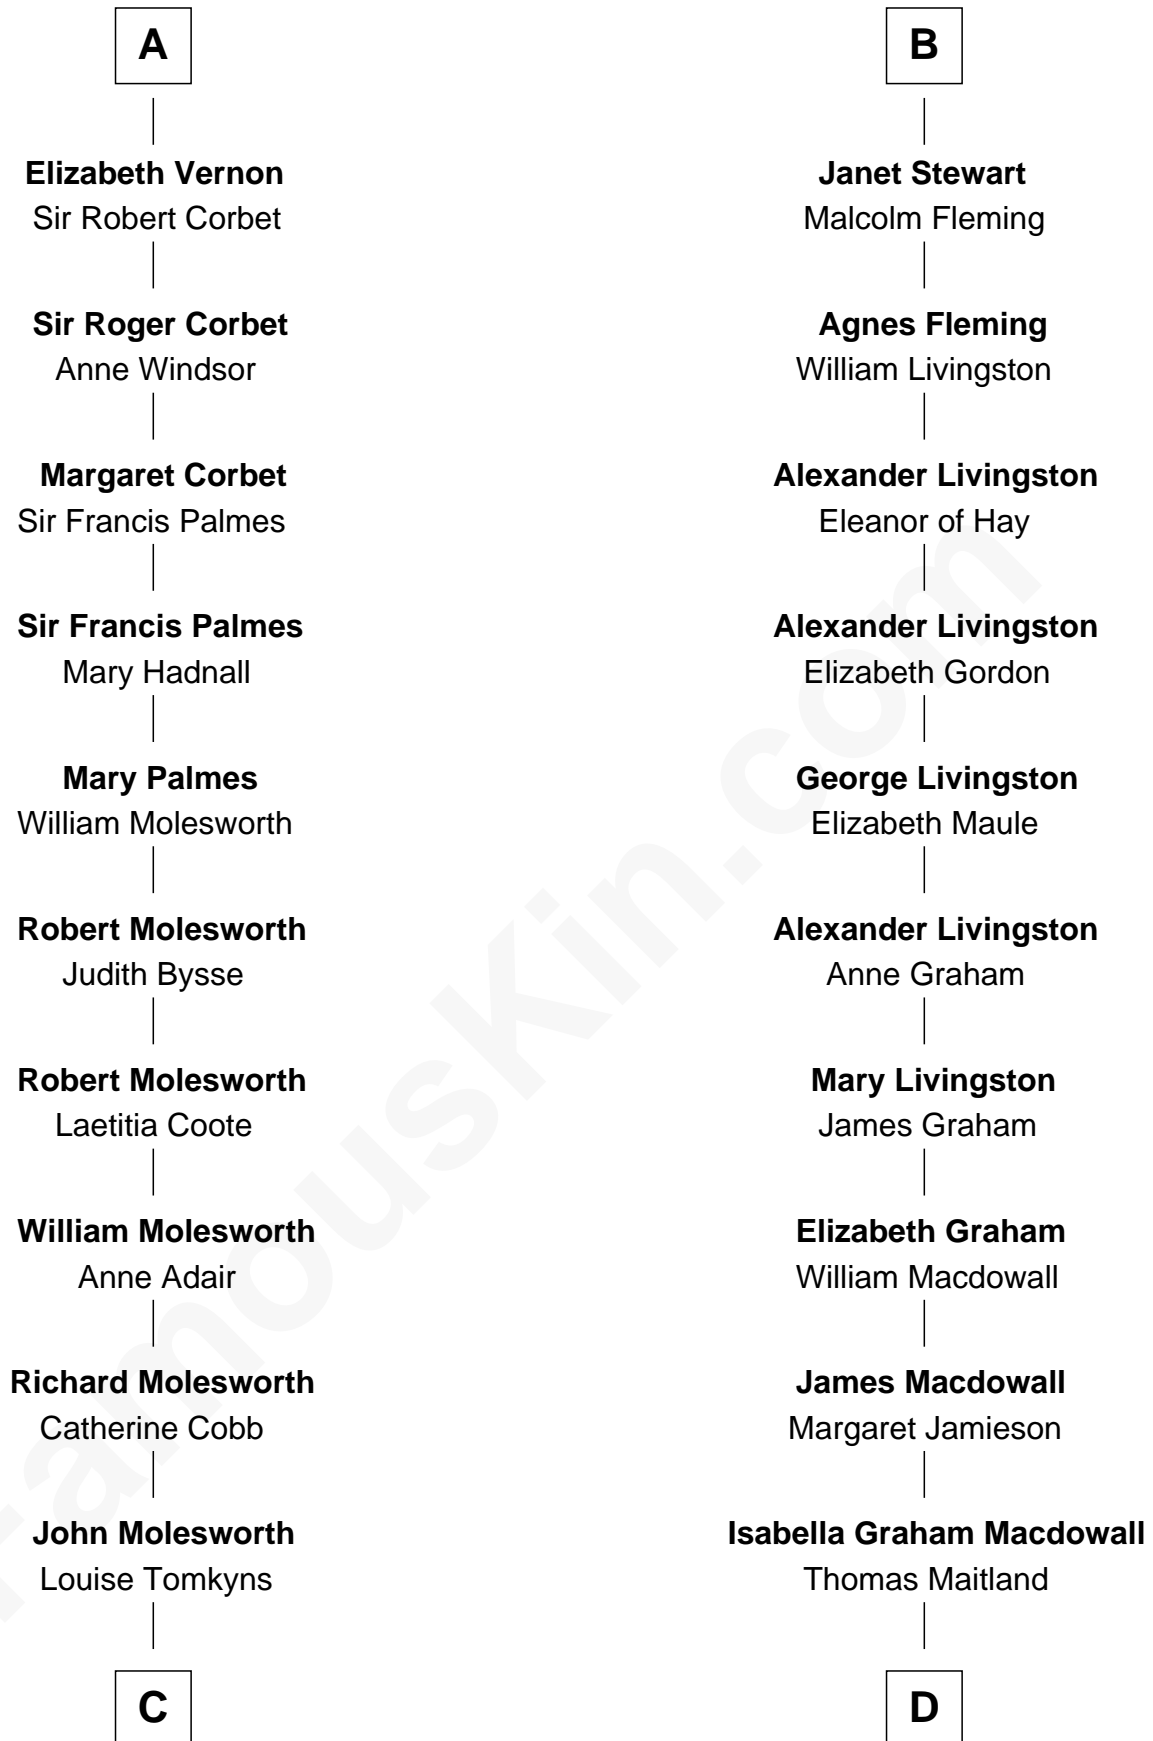 A
Elizabeth Vernon
Sir Robert Corbet
Sir Roger Corbet
Anne Windsor
Margaret Corbet
Sir Francis Palmes
Sir Francis Palmes
Mary Hadnall
Mary Palmes
William Molesworth
Robert Molesworth
Judith Bysse
Robert Molesworth
Laetitia Coote
William Molesworth
Anne Adair
Richard Molesworth
Catherine Cobb
John Molesworth
Louise Tomkyns
C
B
Janet Stewart
Malcolm Fleming
Agnes Fleming
William Livingston
Alexander Livingston
Eleanor of Hay
Alexander Livingston
Elizabeth Gordon
George Livingston
Elizabeth Maule
Alexander Livingston
Anne Graham
Mary Livingston
James Graham
Elizabeth Graham
William Macdowall
James Macdowall
Margaret Jamieson
Isabella Graham Macdowall
Thomas Maitland
D
FamousKin.com